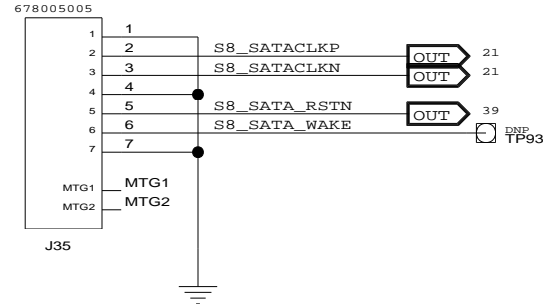 678005005
1 1
2 2 S8_SATACLKP OUT 21
3 3 S8_SATACLKN OUT 21
4 4
5 5 S8_SATA_RSTN OUT 39
6 6 S8_SATA_WAKE DNP
TP93
7 7
MTG1 MTG1
MTG2 MTG2
J35